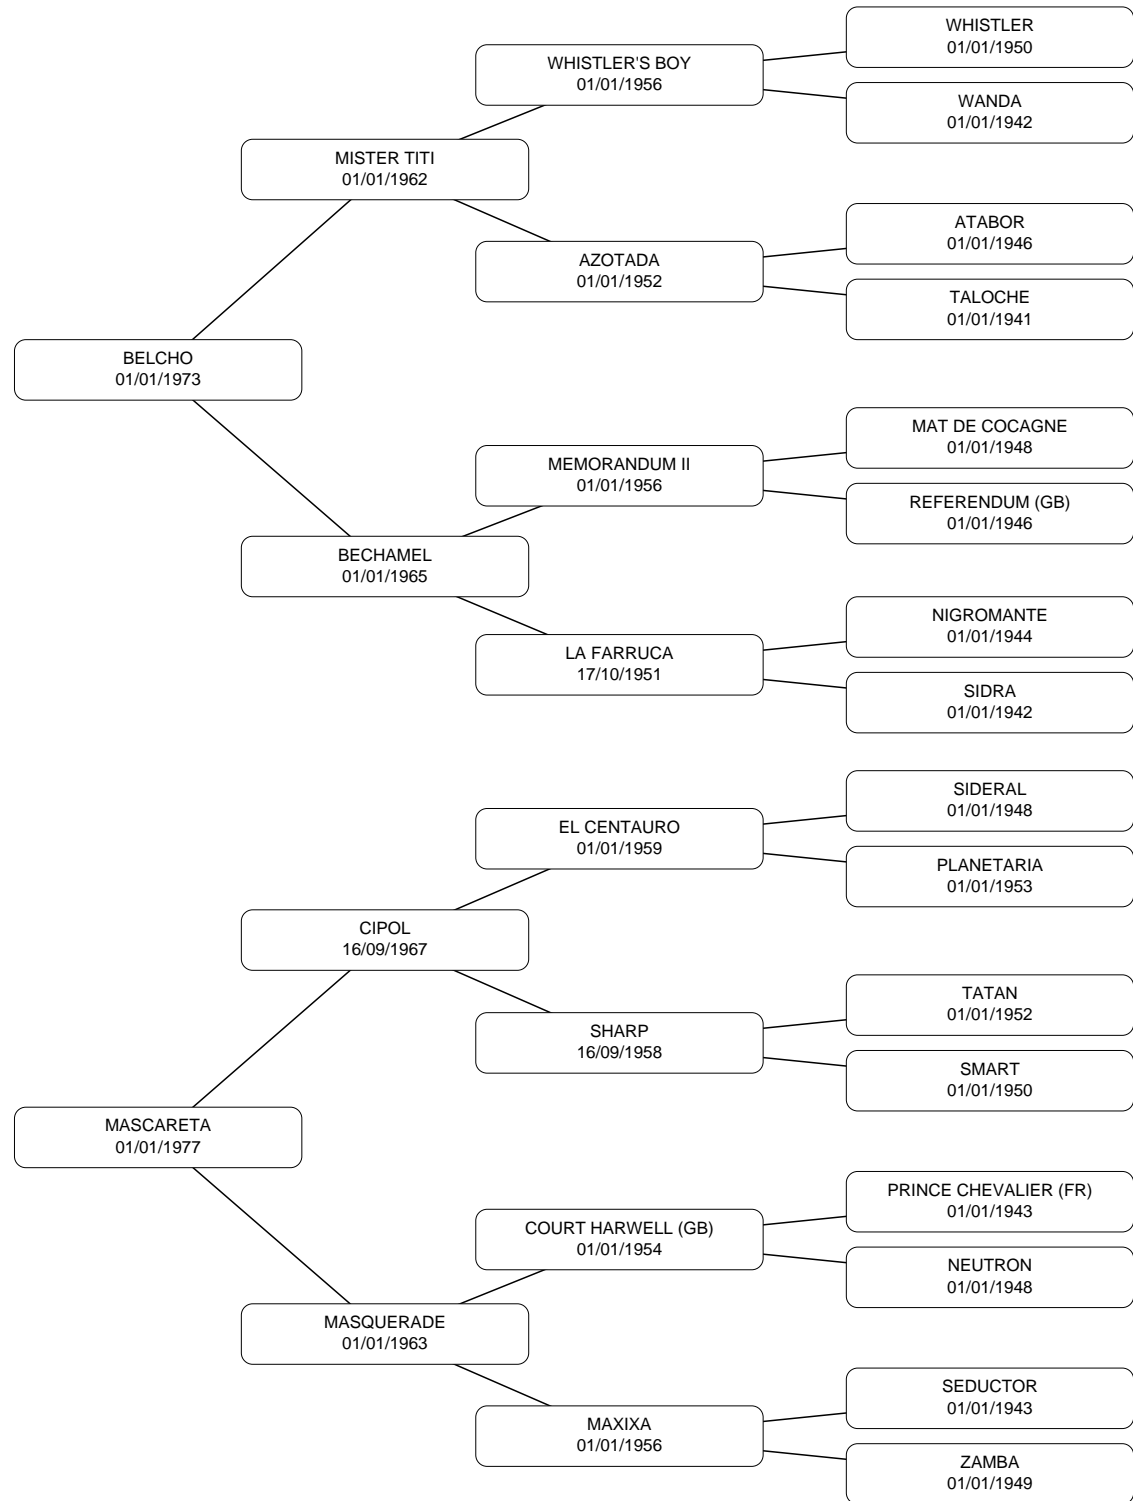 WHISTLER
01/01/1950
WHISTLER'S BOY
01/01/1956
WANDA
01/01/1942
MISTER TITI
01/01/1962
ATABOR
01/01/1946
AZOTADA
01/01/1952
TALOCHE
01/01/1941
BELCHO
01/01/1973
MAT DE COCAGNE
01/01/1948
MEMORANDUM II
01/01/1956
REFERENDUM (GB)
01/01/1946
BECHAMEL
01/01/1965
NIGROMANTE
01/01/1944
LA FARRUCA
17/10/1951
SIDRA
01/01/1942
SIDERAL
01/01/1948
EL CENTAURO
01/01/1959
PLANETARIA
01/01/1953
CIPOL
16/09/1967
TATAN
01/01/1952
SHARP
16/09/1958
SMART
01/01/1950
MASCARETA
01/01/1977
PRINCE CHEVALIER (FR)
01/01/1943
COURT HARWELL (GB)
01/01/1954
NEUTRON
01/01/1948
MASQUERADE
01/01/1963
SEDUCTOR
01/01/1943
MAXIXA
01/01/1956
ZAMBA
01/01/1949